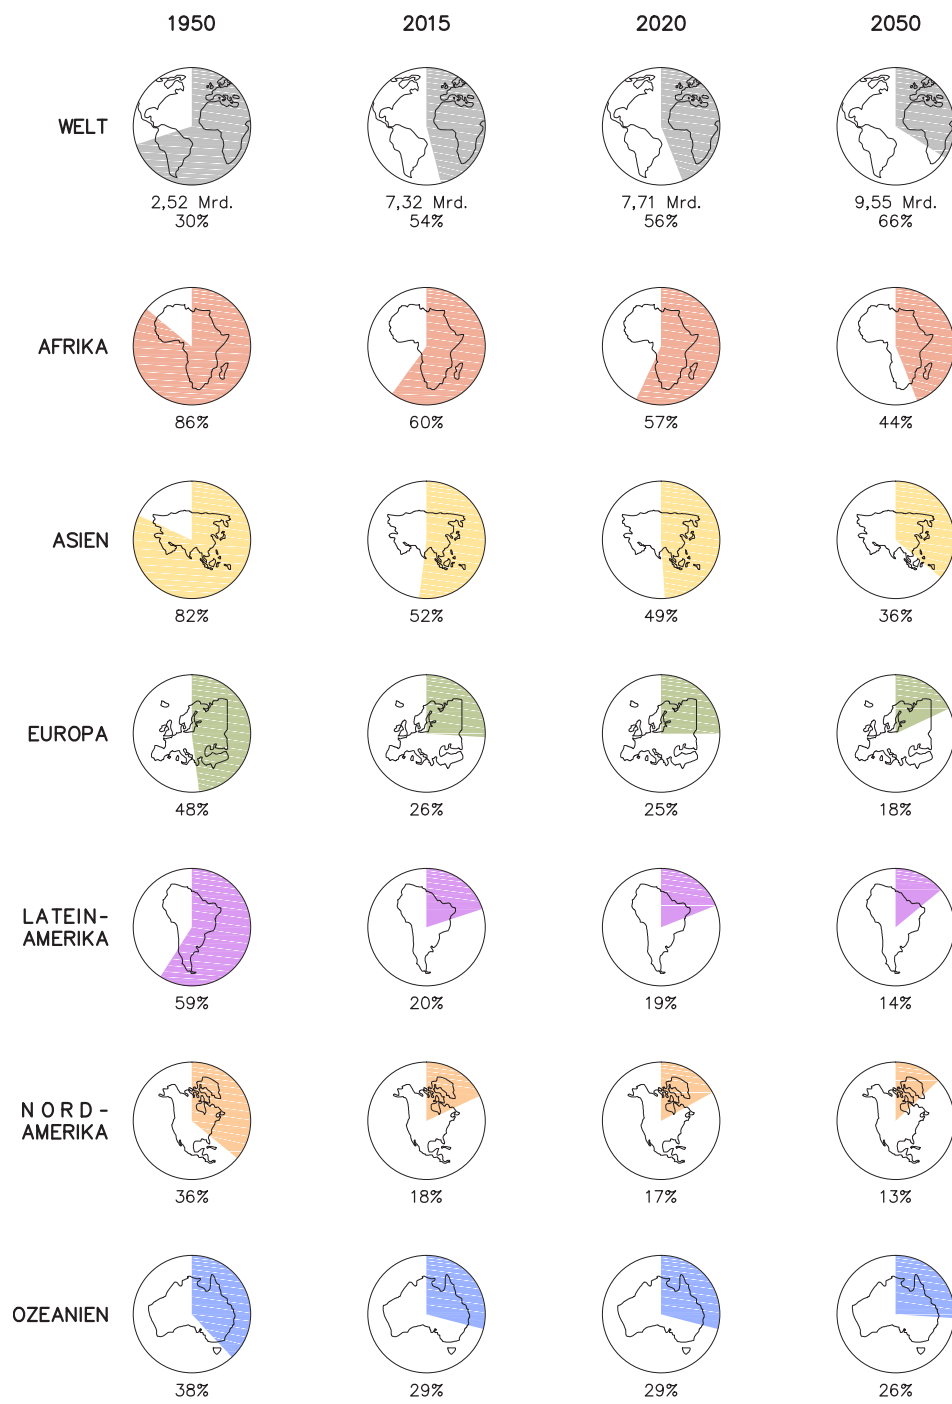 1950 2015 2020 2050
WELT
2,52 Mrd. 7,32 Mrd. 7,71 Mrd. 9,55 Mrd.
30% 54% 56% 66%
AFRIKA
86% 60% 57% 44%
ASIEN
82% 52% 49% 36%
EUROPA
48% 26% 25% 18%
LATEIN-
AMERIKA
59% 20% 19% 14%
NORD-
AMERIKA
36% 18% 17% 13%
OZEANIEN
38% 29% 29% 26%